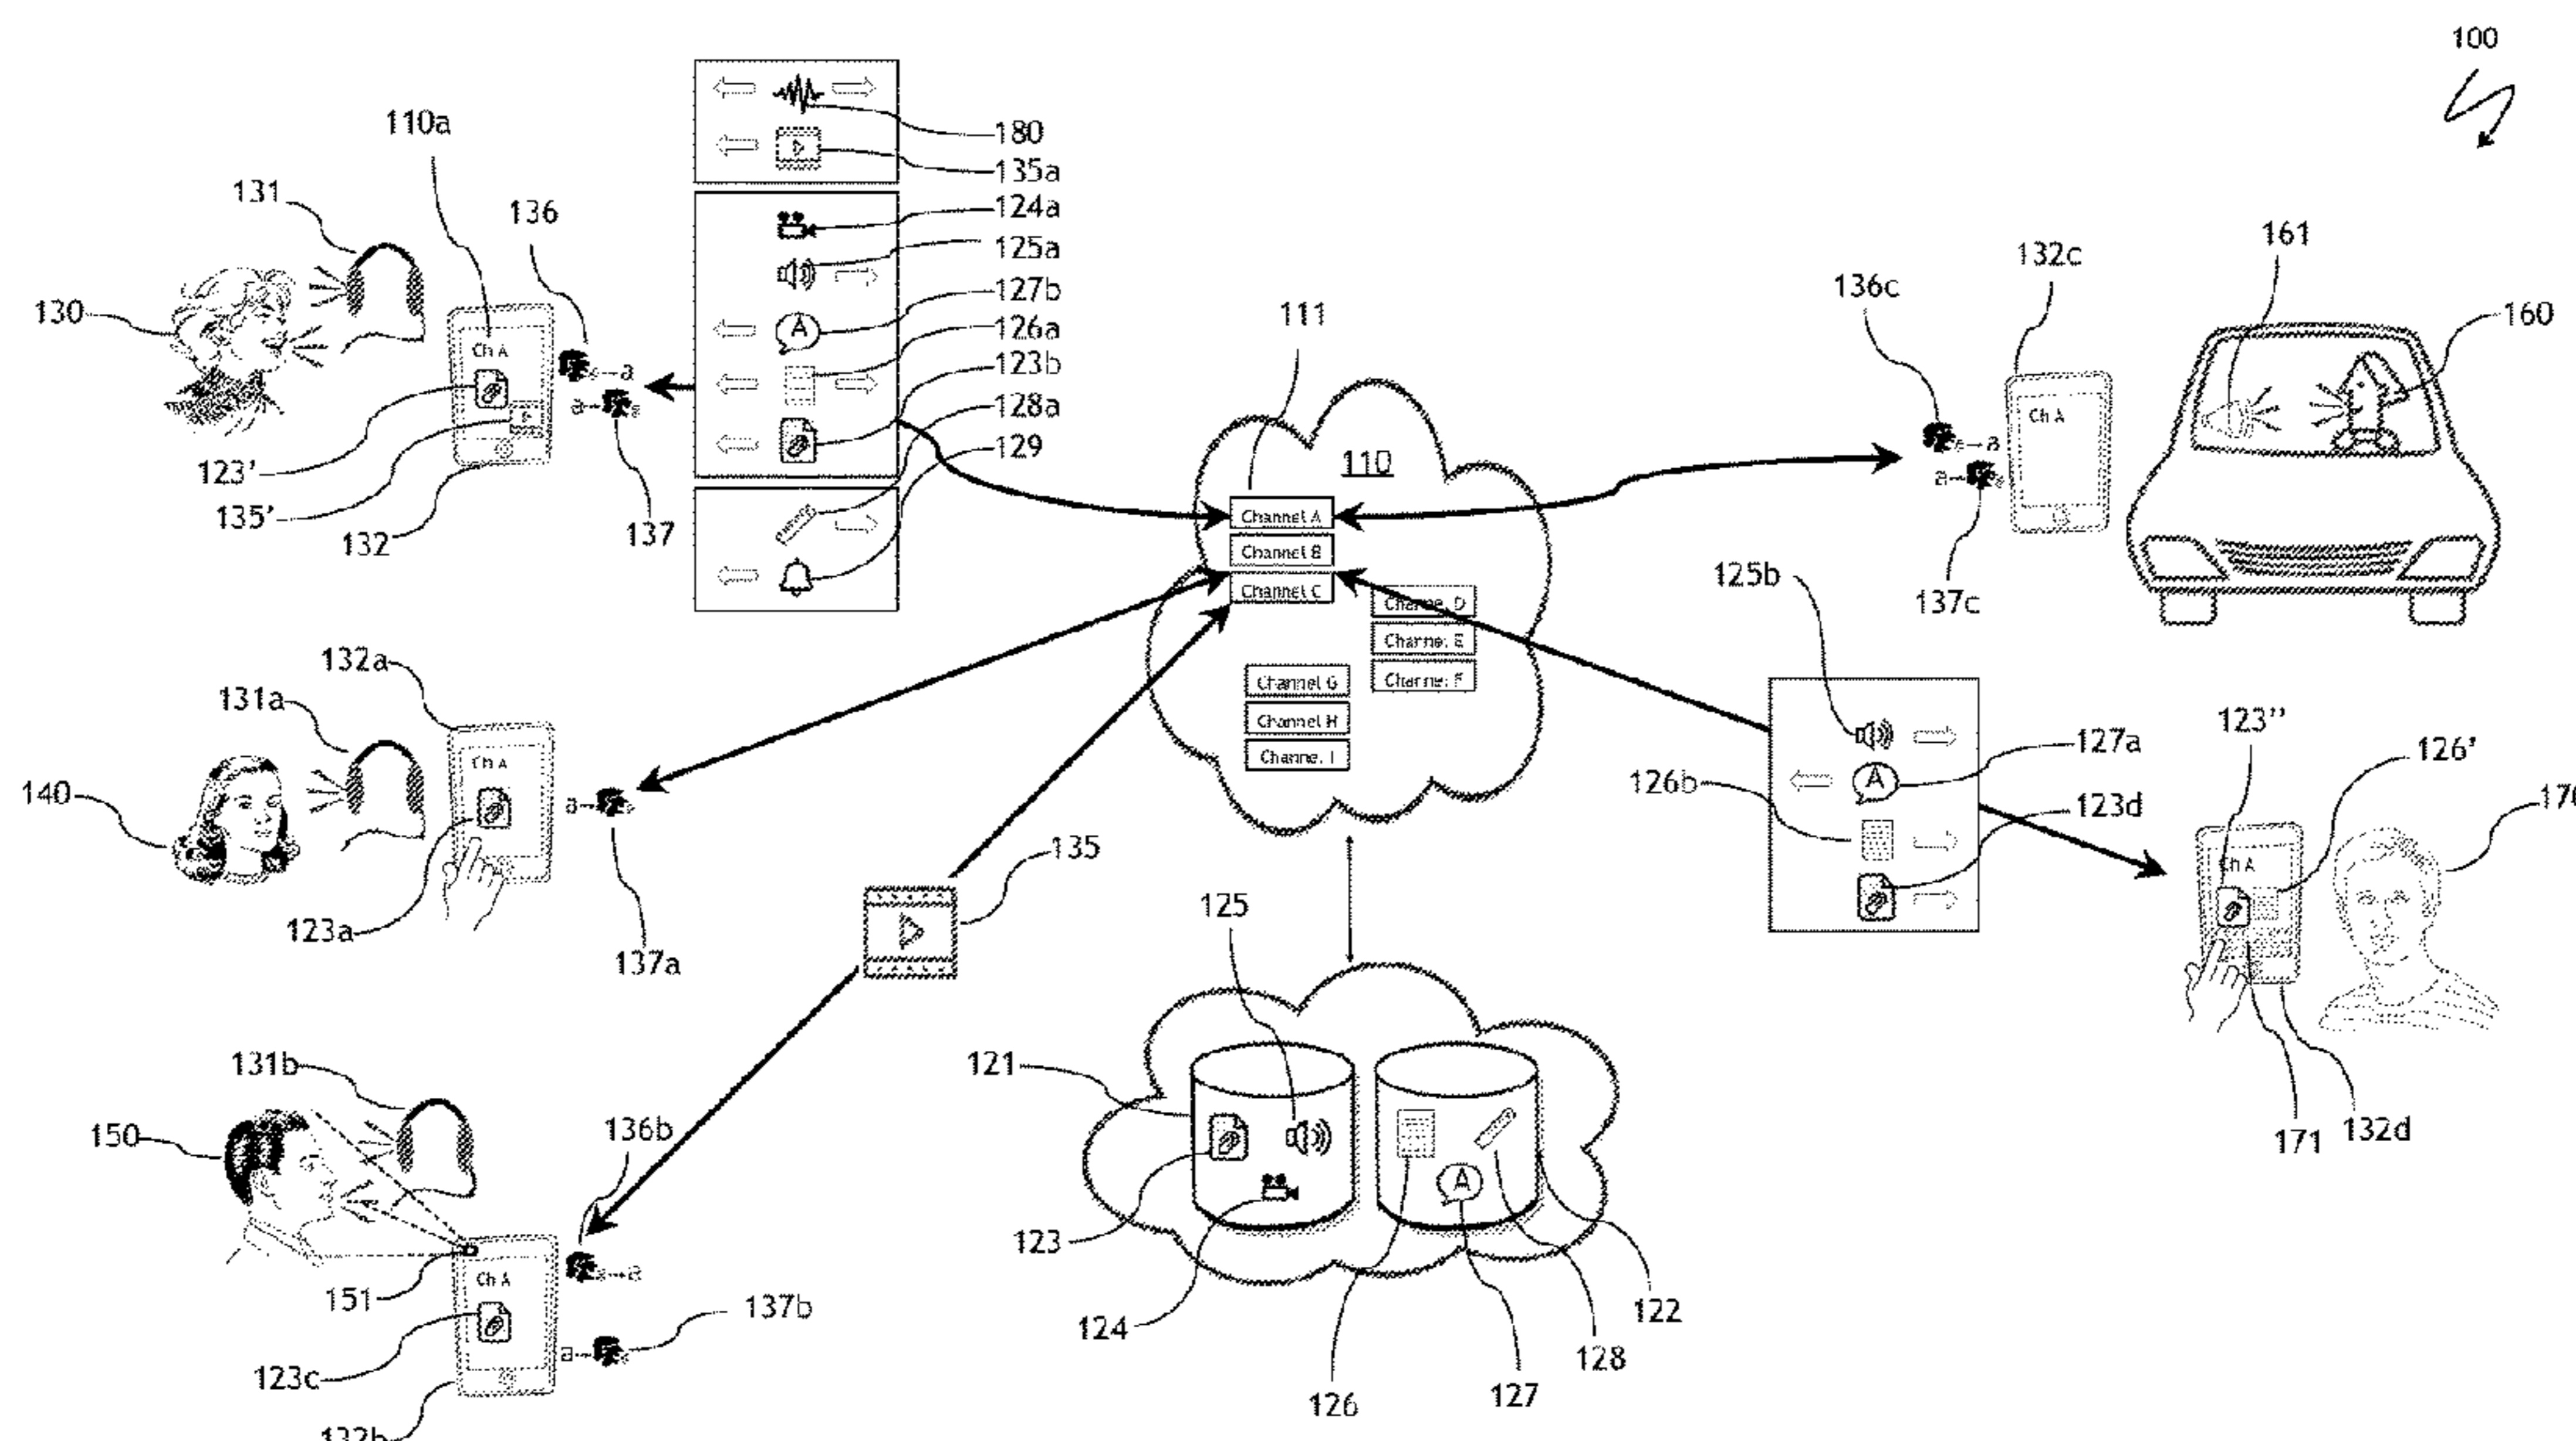 100
110a
131
136
130
Ch A
a
a
123'
135'
132
137
180
135a
124a
125a
127b
A
126a
123b
128a
129
111
110
Channel A
Channel B
Channel C
Channel G
Channel H
161
132c
136c
160
Ch A
a
a
137c
125b
127a
A
126b
123d
123"
126'
Ch A
171
132d
132a
131a
140
Ch A
a
123a
137a
135
131b
150
136b
Ch A
a
a
151
137b
123c
132b
125
121
A
123
124
126
127
128
122